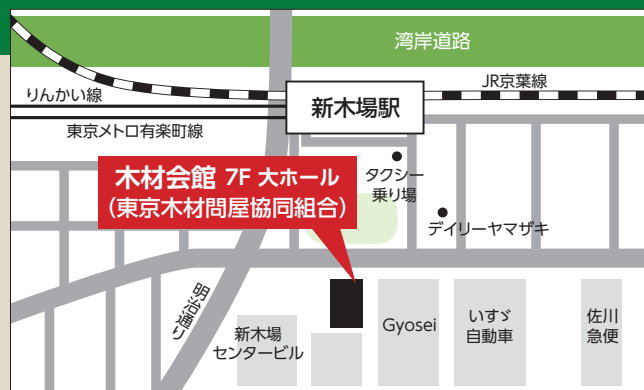 湾岸道路
JR京葉線
りんかい線
新木場駅
東京メトロ有楽町線
木材会館 7F 大ホール
（東京木材問屋協同組合）
タクシー
乗り場
デイリーヤマザキ
明治通り
新木場
センタービル
Gyosei
いすゞ
自動車
佐川
急便